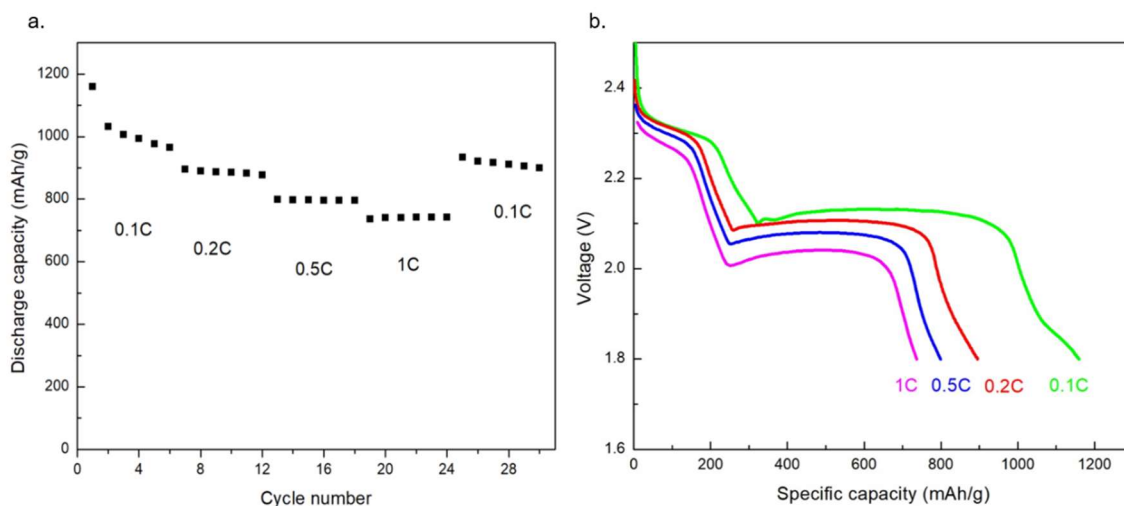 a.
1200
1000
800
600
400
200
0
0 4 8 12 16 20 24 28
Discharge capacity (mAh/g)
Cycle number
0.1C
0.2C
0.5C
1C
0.1C
b.
2.4
2.2
2.0
1.8
1.6
0 200 400 600 800 1000 1200
Voltage (V)
Specific capacity (mAh/g)
1C 0.5C 0.2C 0.1C